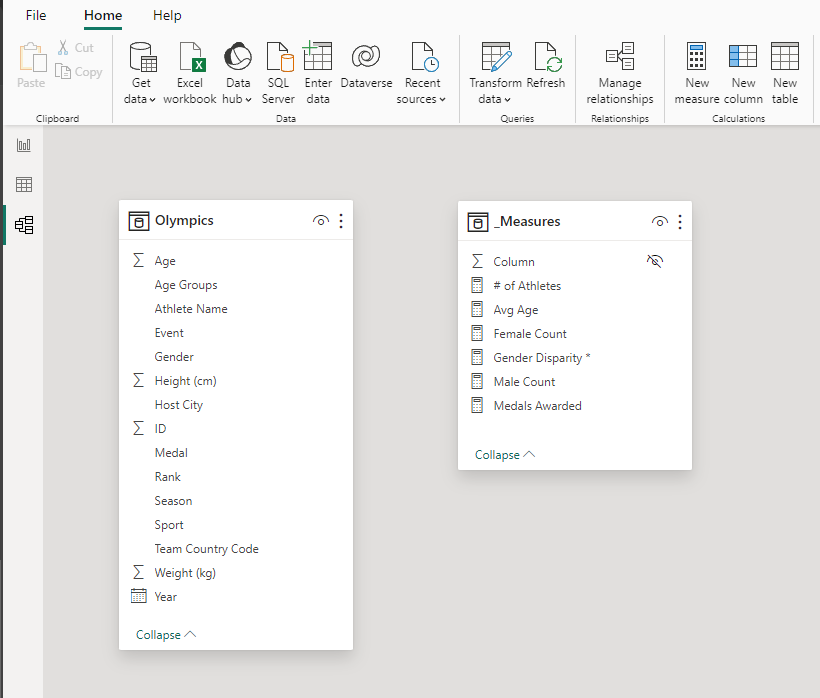 File Home Help
Paste
Cut
Copy
Get data
Excel workbook
Data hub
SQL Server
Enter data
Dataverse
Recent sources
Transform data
Refresh
Manage relationships
New measure
New column
New table
Clipboard
Data
Queries
Relationships
Calculations
Olympics
Age
Age Groups
Athlete Name
Event
Gender
Height (cm)
Host City
ID
Medal
Rank
Season
Sport
Team Country Code
Weight (kg)
Year
Collapse
_Measures
Column
# of Athletes
Avg Age
Female Count
Gender Disparity *
Male Count
Medals Awarded
Collapse